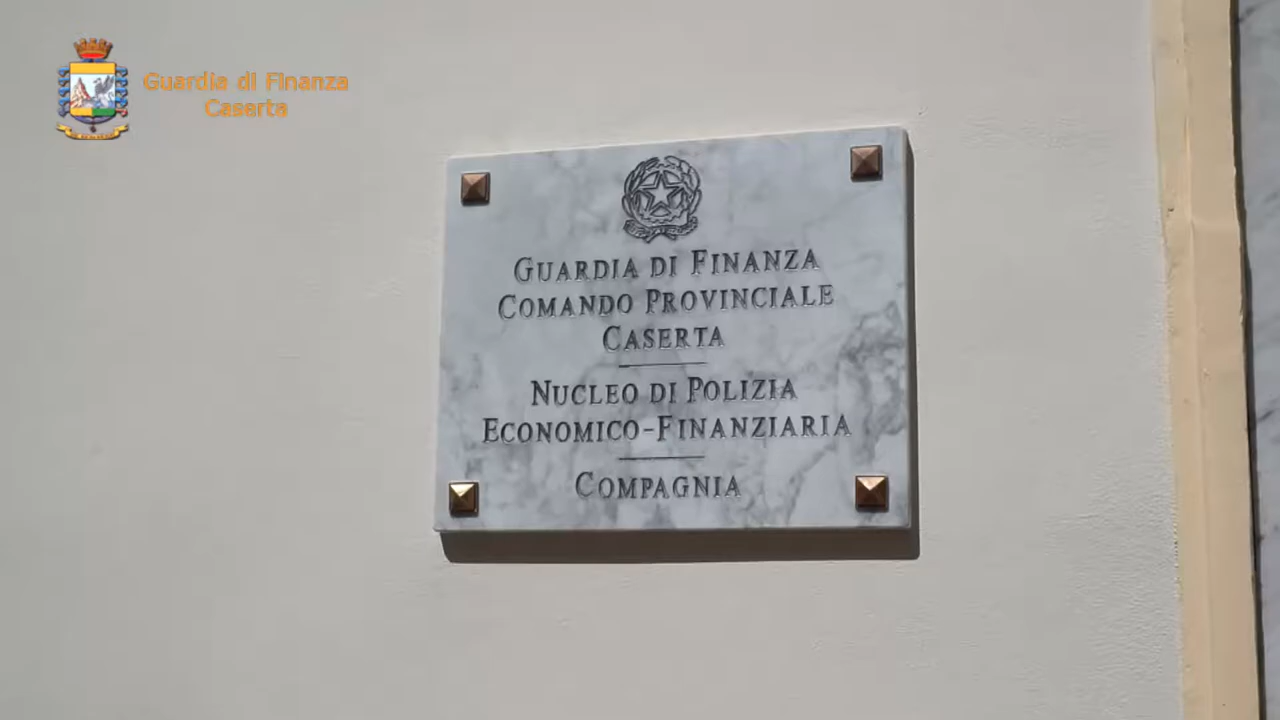 Guardia di Finanza
Caserta
GUARDIA DI FINANZA
COMANDO PROVINCIALE
CASERTA
NUCLEO DI POLIZIA
ECONOMICO-FINANZIARIA
COMPAGNIA